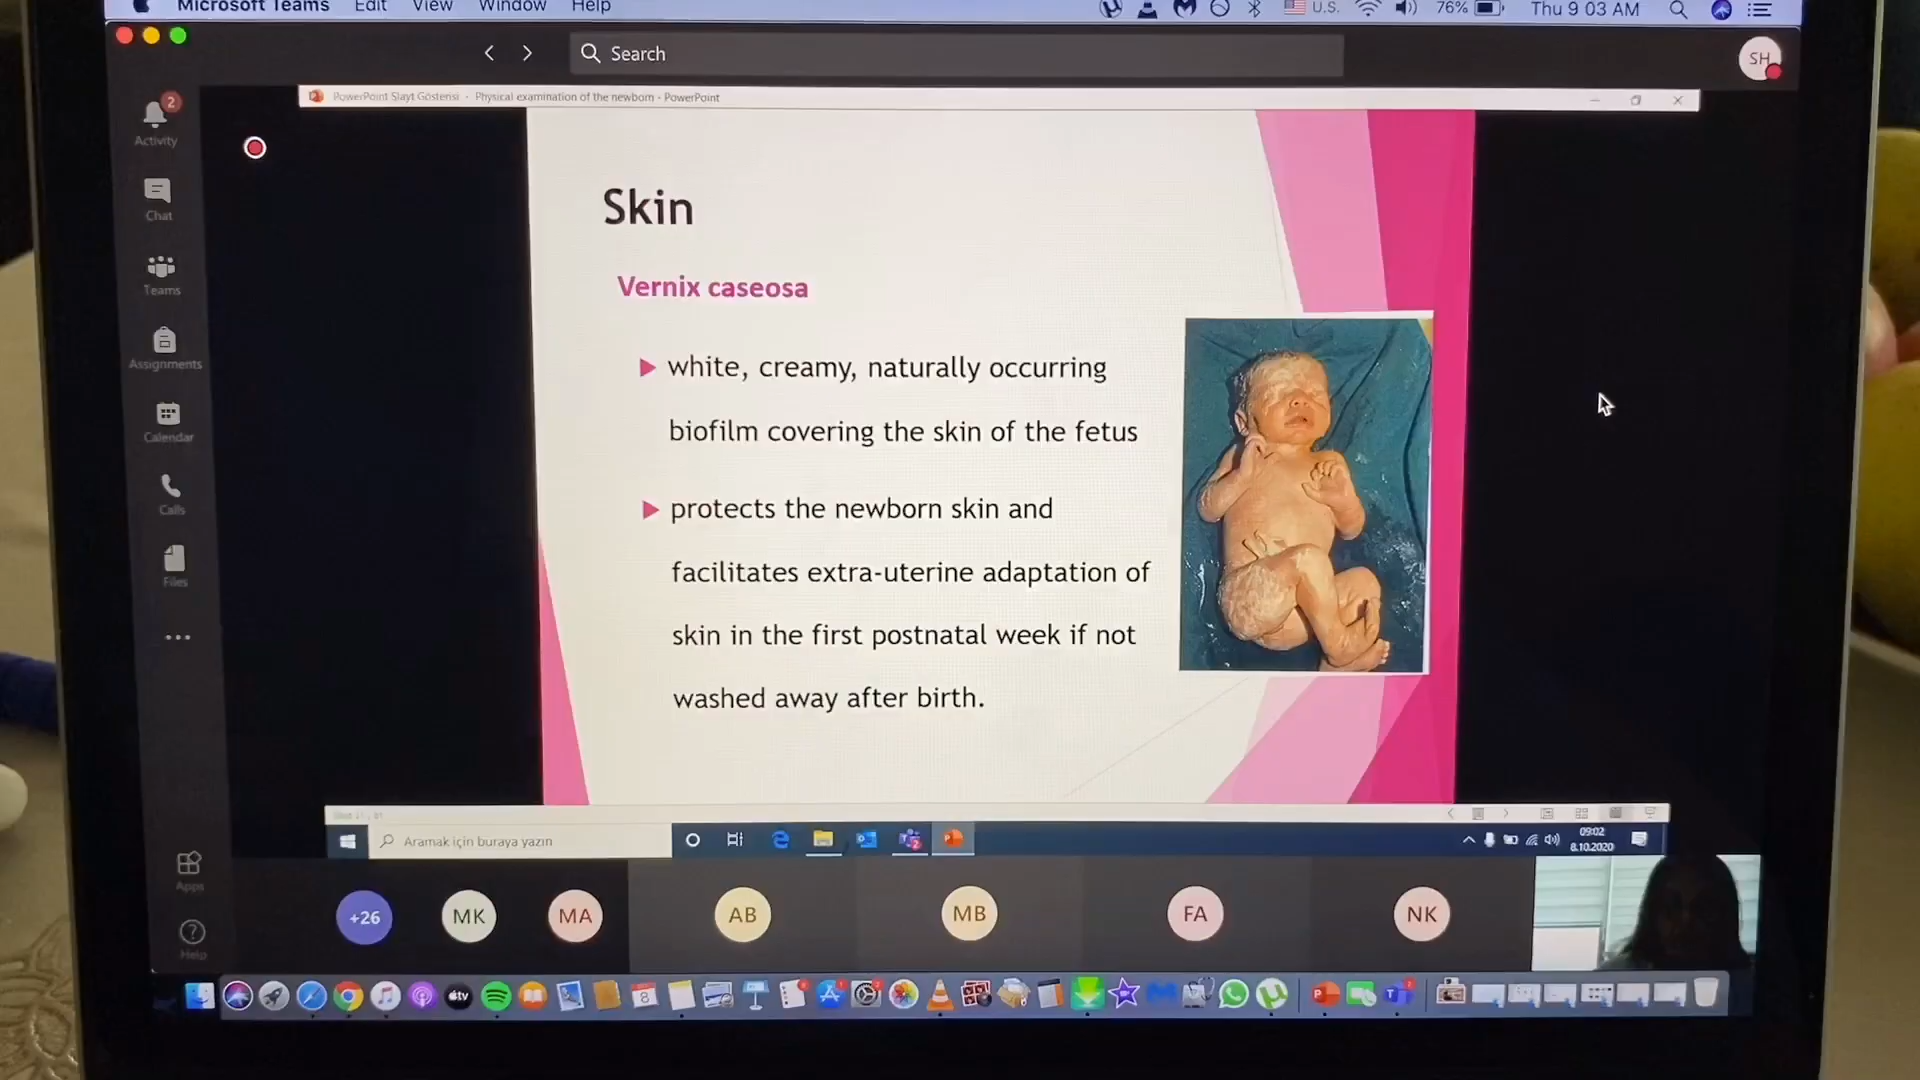 Microsoft Teams Edit View Window Help U.S. 76% Thu 9 03 AM
Search
SH
PowerPoint Slayt Gösterisi - Physical examination of the newborn - PowerPoint
2
Activity
Chat
Teams
Assignments
Calendar
Calls
Files
Apps
Help
Skin
Vernix caseosa
white, creamy, naturally occurring
biofilm covering the skin of the fetus
protects the newborn skin and
facilitates extra-uterine adaptation of
skin in the first postnatal week if not
washed away after birth.
Aramak için buraya yazın
09:02
8.10.2020
+26
MK
MA
AB
MB
FA
NK
tv
8